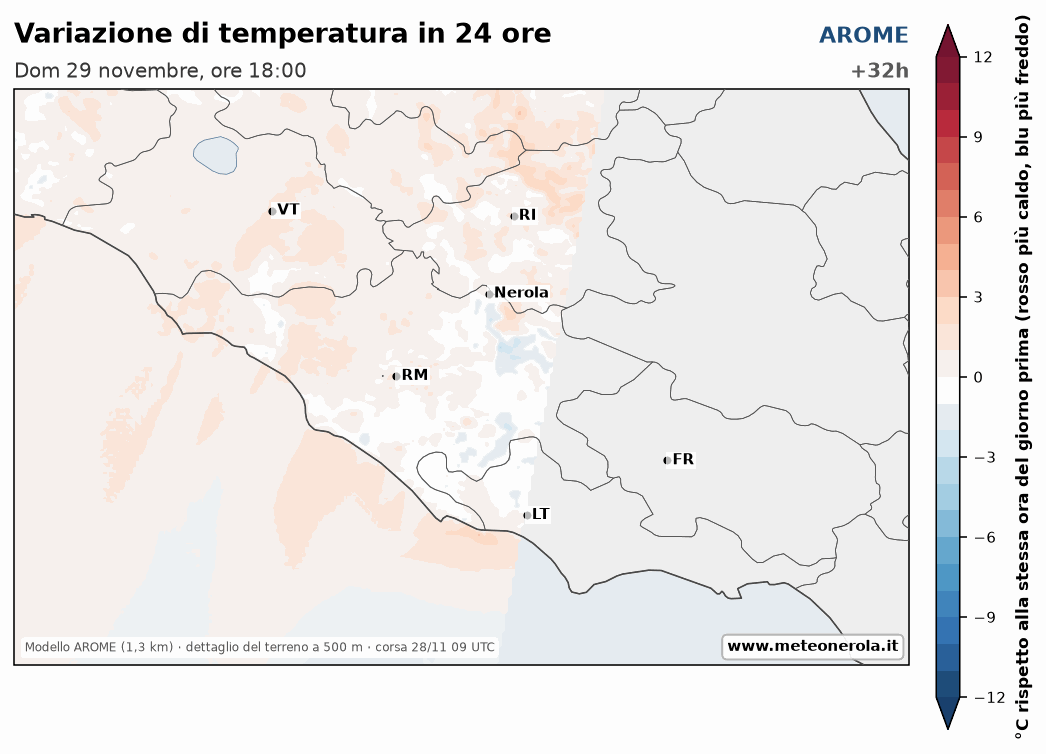 Variazione di temperatura in 24 ore
AROME
Dom 29 novembre, ore 18:00
+32h
VT
RI
Nerola
RM
FR
LT
Modello AROME (1,3 km) · dettaglio del terreno a 500 m · corsa 28/11 09 UTC
www.meteonerola.it
12
9
6
3
0
−3
−6
−9
−12
°C rispetto alla stessa ora del giorno prima (rosso più caldo, blu più freddo)